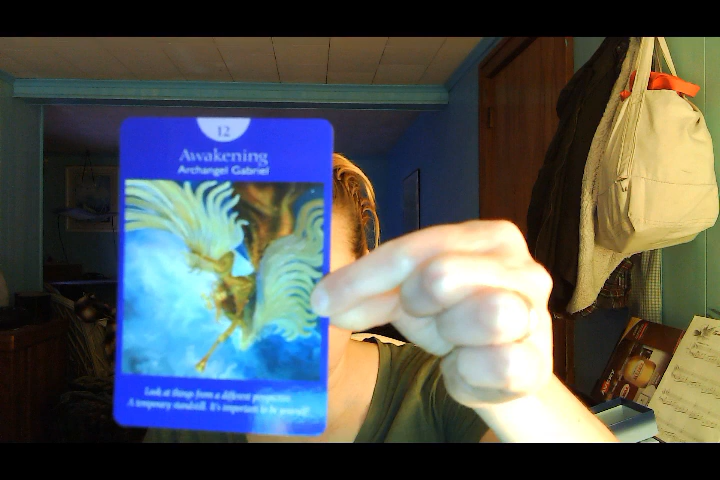 12
Awakening
Archangel Gabriel
Look at things from a different perspective.
A temporary standstill. It's important to be yourself!